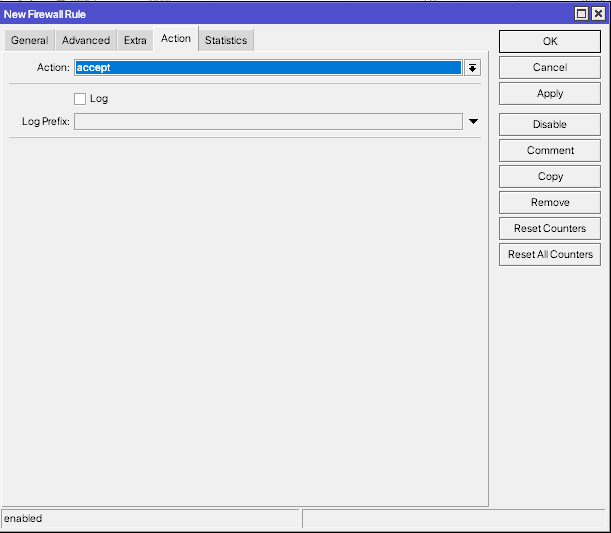 New Firewall Rule
General Advanced Extra Action Statistics
Action: accept
Log
Log Prefix:
OK
Cancel
Apply
Disable
Comment
Copy
Remove
Reset Counters
Reset All Counters
enabled